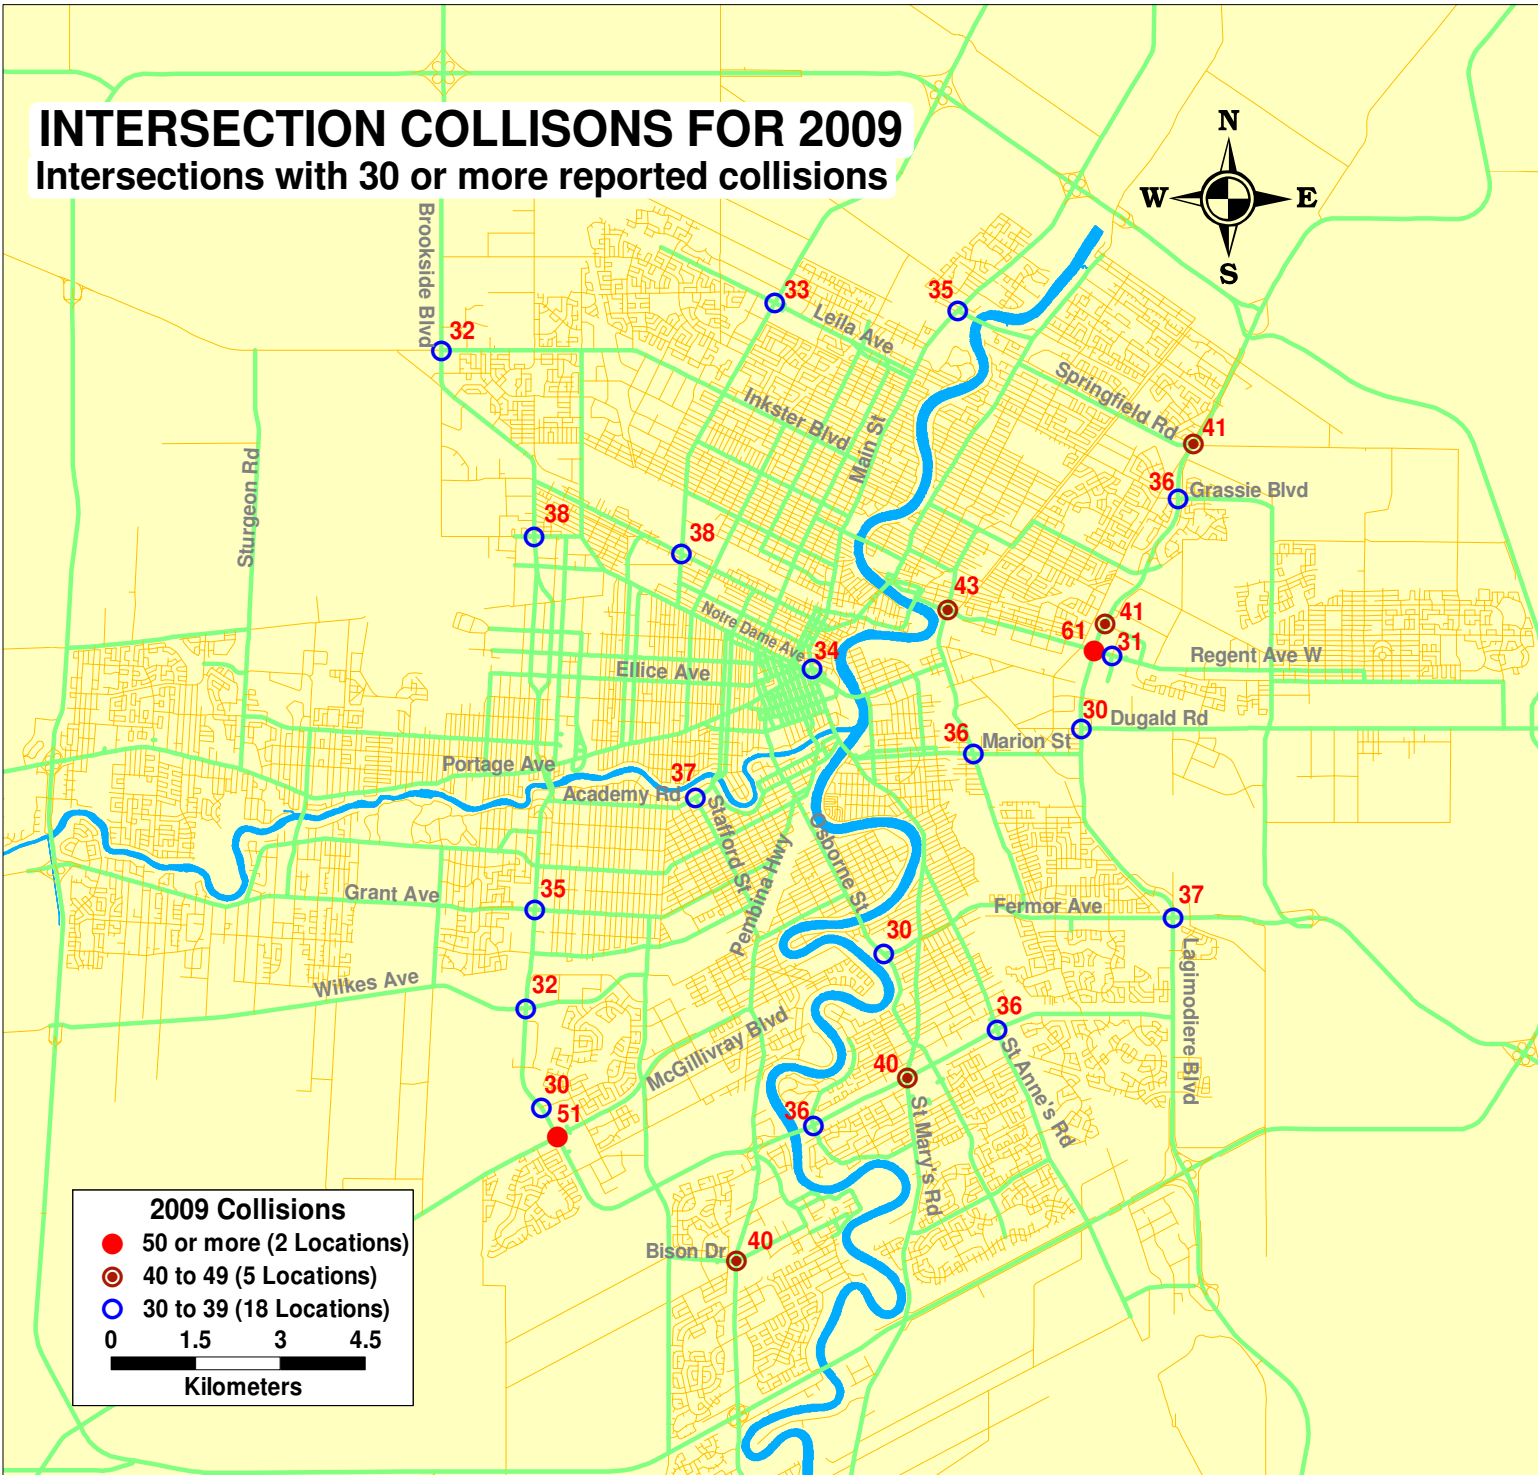 INTERSECTION COLLISONS FOR 2009
Intersections with 30 or more reported collisions
N
W
E
S
Brookside Blvd
33
35
Leila Ave
32
Springfield Rd
Inkster Blvd
Main St
41
Sturgeon Rd
36
Grassie Blvd
38
38
43
Notre Dame Ave
41
61
31
34
Regent Ave W
Ellice Ave
30
Dugald Rd
36
Marion St
Portage Ave
37
Academy Rd
Stafford St
Osborne St
Pembina Hwy
35
Grant Ave
Fermor Ave
37
30
Lagimodiere Blvd
Wilkes Ave
32
36
McGillivray Blvd
St Anne's Rd
40
30
51
36
St Mary's Rd
Bison Dr
40
2009 Collisions
50 or more (2 Locations)
40 to 49 (5 Locations)
30 to 39 (18 Locations)
0 1.5 3 4.5
Kilometers